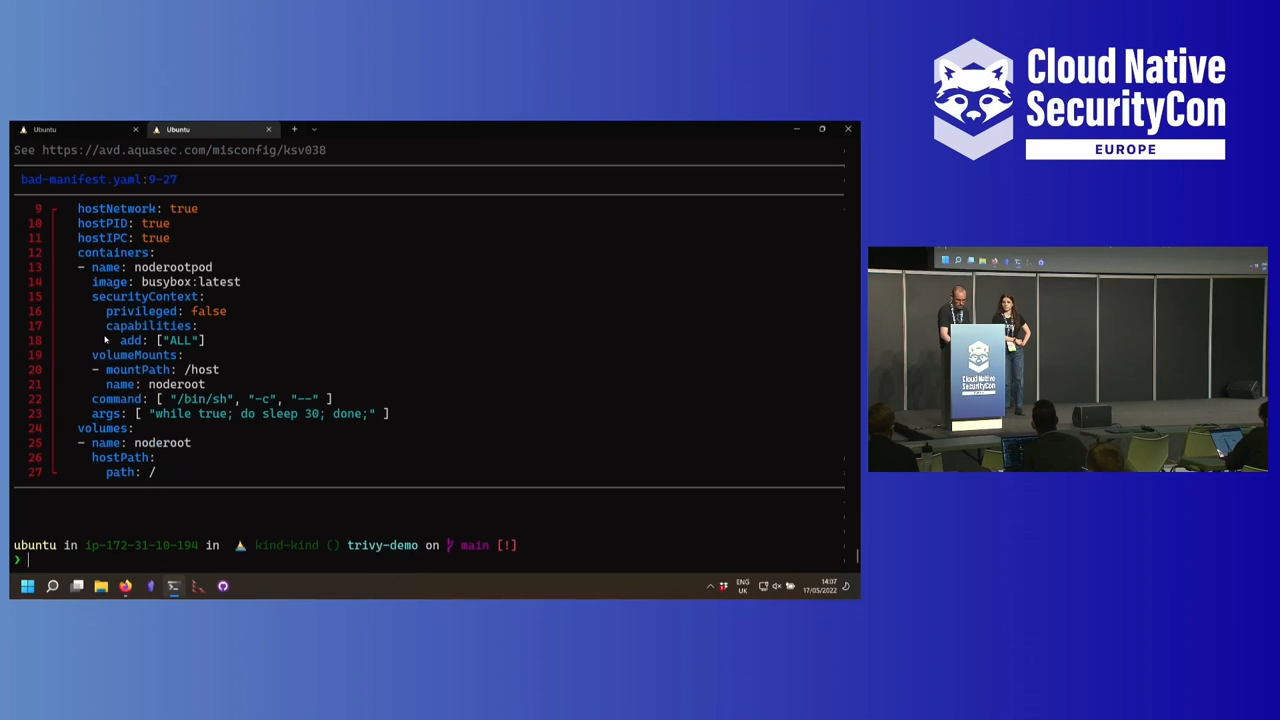 Ubuntu
Ubuntu
See https://avd.aquasec.com/misconfig/ksv038
bad-manifest.yaml:9-27
9 hostNetwork: true
10 hostPID: true
11 hostIPC: true
12 containers:
13 - name: noderootpod
14 image: busybox:latest
15 securityContext:
16 privileged: false
17 capabilities:
18 add: ["ALL"]
19 volumeMounts:
20 - mountPath: /host
21 name: noderoot
22 command: [ "/bin/sh", "-c", "--" ]
23 args: [ "while true; do sleep 30; done;" ]
24 volumes:
25 - name: noderoot
26 hostPath:
27 path: /
ubuntu in ip-172-31-10-194 in kind-kind () trivy-demo on main [!]
❯
ENG
UK
14:07
17/05/2022
Cloud Native
SecurityCon
EUROPE
Cloud Native
SecurityCon